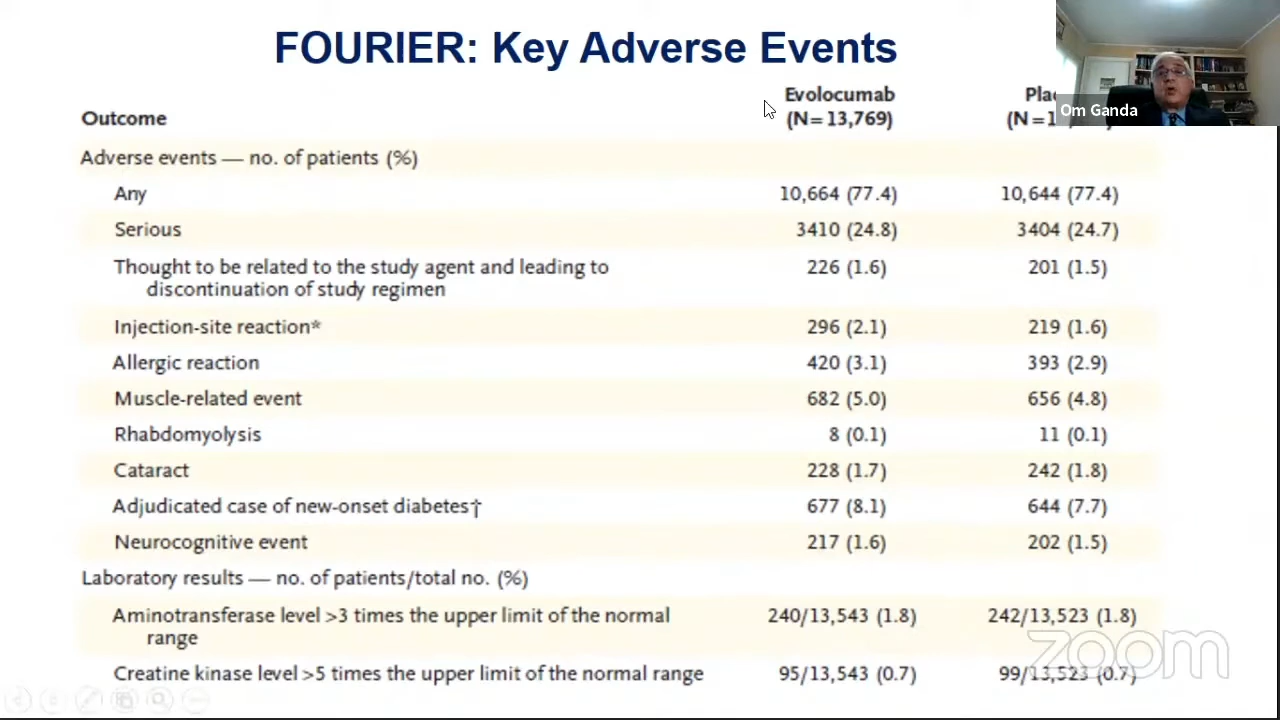 FOURIER: Key Adverse Events
Om Ganda
Outcome
Evolocumab
(N=13,769)
(N=1
Adverse events — no. of patients (%)
Any 10,664 (77.4) 10,644 (77.4)
Serious 3410 (24.8) 3404 (24.7)
Thought to be related to the study agent and leading to
discontinuation of study regimen 226 (1.6) 201 (1.5)
Injection-site reaction* 296 (2.1) 219 (1.6)
Allergic reaction 420 (3.1) 393 (2.9)
Muscle-related event 682 (5.0) 656 (4.8)
Rhabdomyolysis 8 (0.1) 11 (0.1)
Cataract 228 (1.7) 242 (1.8)
Adjudicated case of new-onset diabetes† 677 (8.1) 644 (7.7)
Neurocognitive event 217 (1.6) 202 (1.5)
Laboratory results — no. of patients/total no. (%)
Aminotransferase level >3 times the upper limit of the normal
range 240/13,543 (1.8) 242/13,523 (1.8)
Creatine kinase level >5 times the upper limit of the normal range 95/13,543 (0.7) 99/13,523 (0.7)
zoom